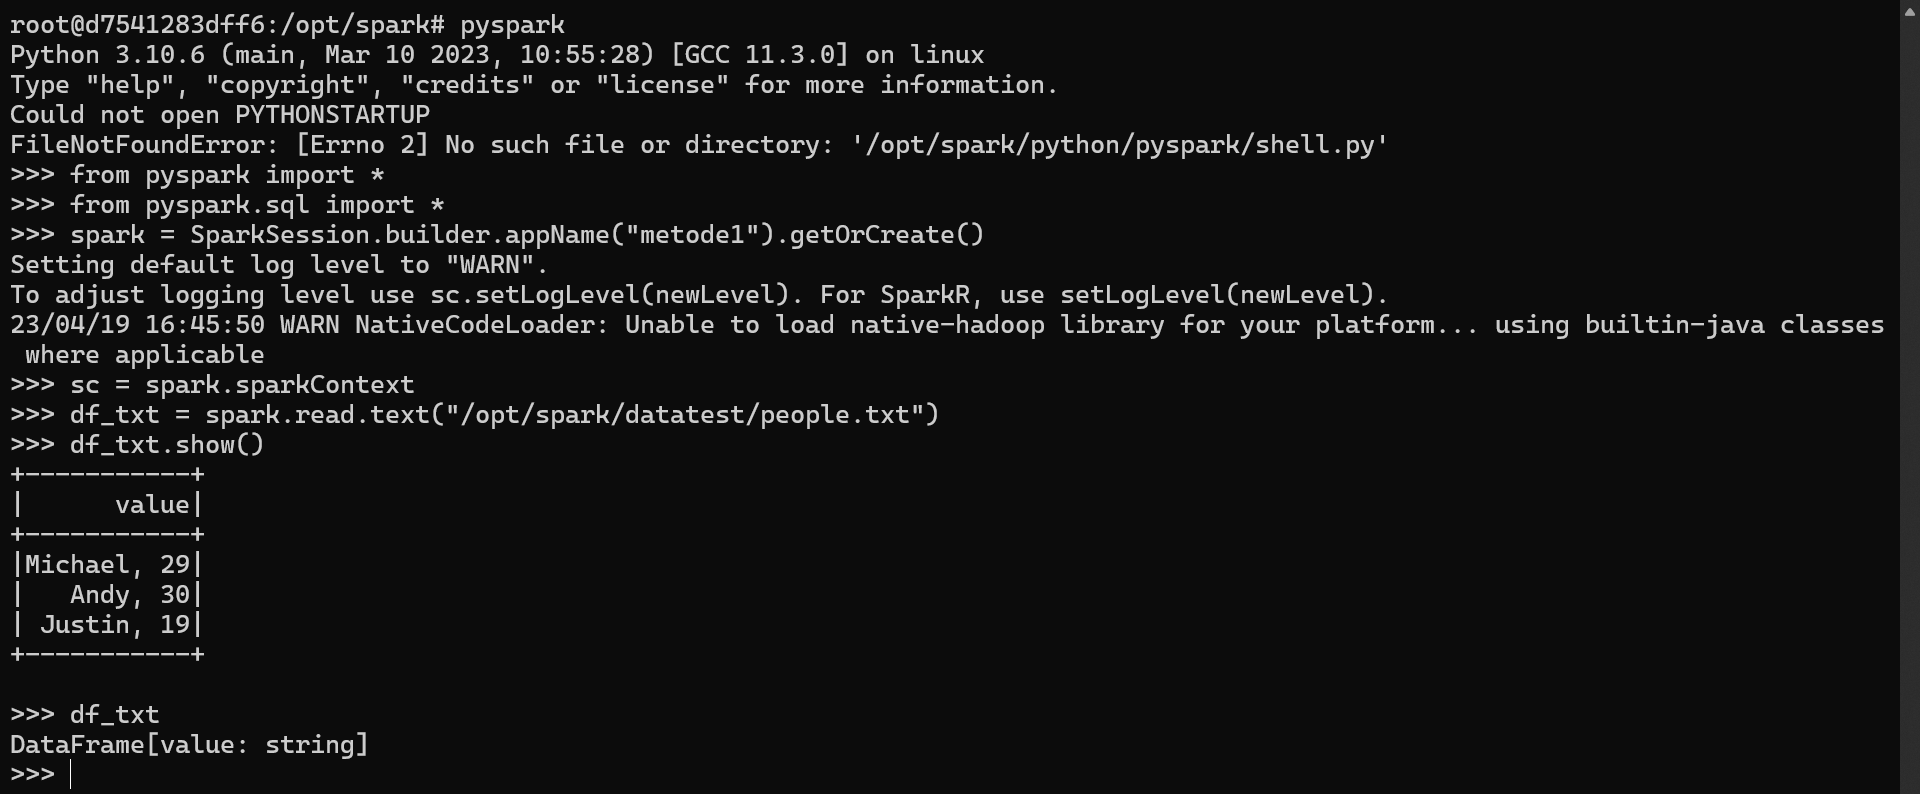 root@d7541283dff6:/opt/spark# pyspark
Python 3.10.6 (main, Mar 10 2023, 10:55:28) [GCC 11.3.0] on linux
Type "help", "copyright", "credits" or "license" for more information.
Could not open PYTHONSTARTUP
FileNotFoundError: [Errno 2] No such file or directory: '/opt/spark/python/pyspark/shell.py'
>>> from pyspark import *
>>> from pyspark.sql import *
>>> spark = SparkSession.builder.appName("metode1").getOrCreate()
Setting default log level to "WARN".
To adjust logging level use sc.setLogLevel(newLevel). For SparkR, use setLogLevel(newLevel).
23/04/19 16:45:50 WARN NativeCodeLoader: Unable to load native-hadoop library for your platform... using builtin-java classes
 where applicable
>>> sc = spark.sparkContext
>>> df_txt = spark.read.text("/opt/spark/datatest/people.txt")
>>> df_txt.show()
+-----------+
|      value|
+-----------+
|Michael, 29|
|   Andy, 30|
| Justin, 19|
+-----------+

>>> df_txt
DataFrame[value: string]
>>>